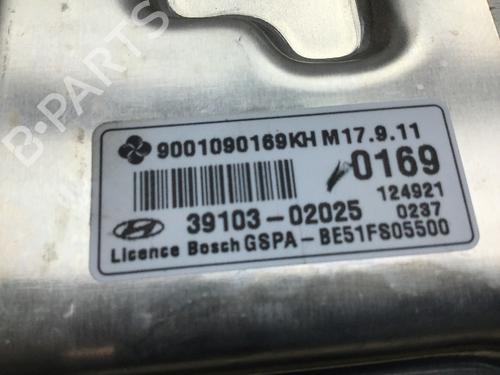 B-PARTS
9001090169KH M17.9.11
0169
124921
39103-02025 0237
Licence Bosch GSPA-BE51FS05500